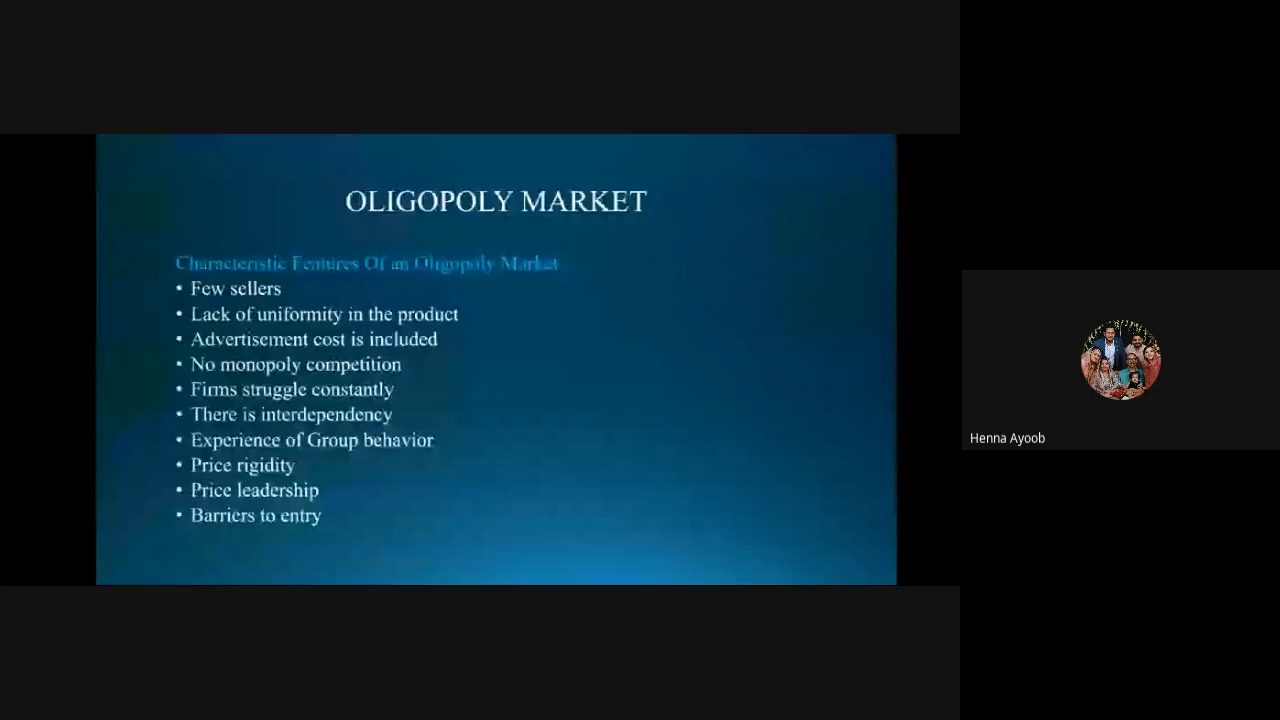 OLIGOPOLY MARKET
Characteristic Features Of an Oligopoly Market
• Few sellers
• Lack of uniformity in the product
• Advertisement cost is included
• No monopoly competition
• Firms struggle constantly
• There is interdependency
• Experience of Group behavior
• Price rigidity
• Price leadership
• Barriers to entry
Henna Ayoob